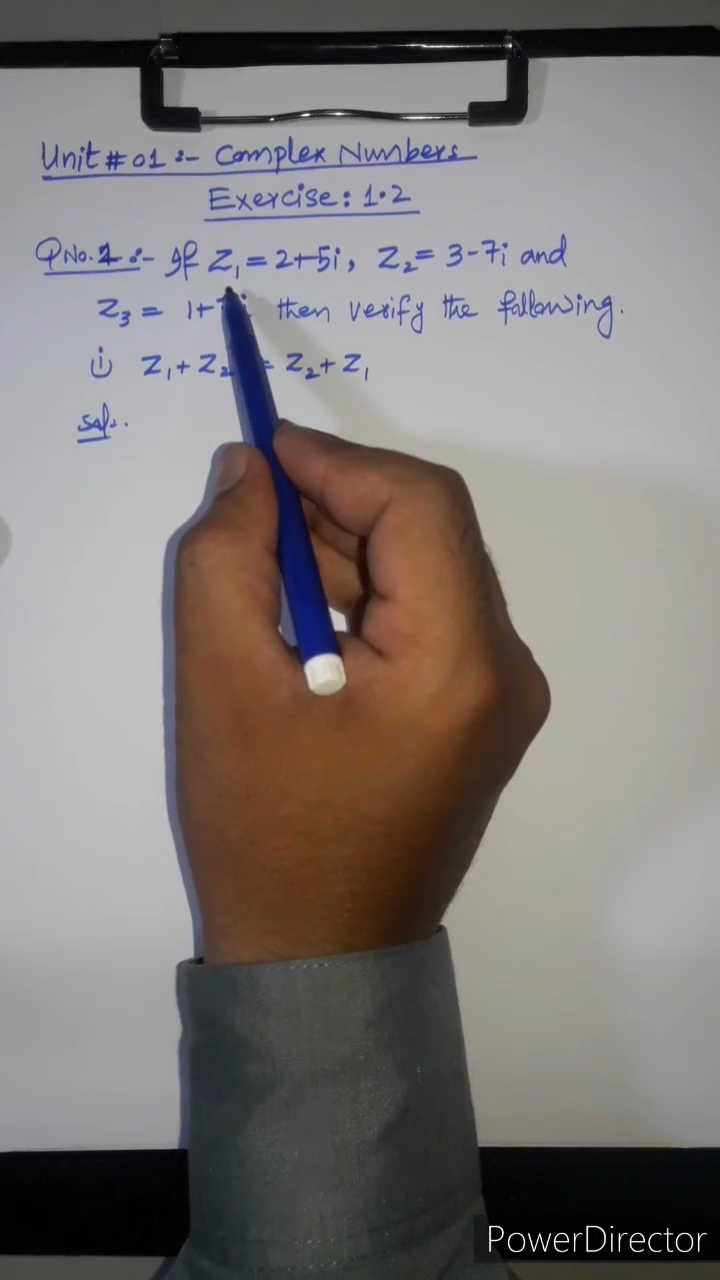 Unit # 01 :- Complex Numbers
Exercise: 1.2
Q No. 1 :- If Z₁ = 2+5i, Z₂ = 3-7i and
Z₃ = 1+ i then verify the following.
(i) Z₁ + Z₂ = Z₂ + Z₁
Sol:.
PowerDirector